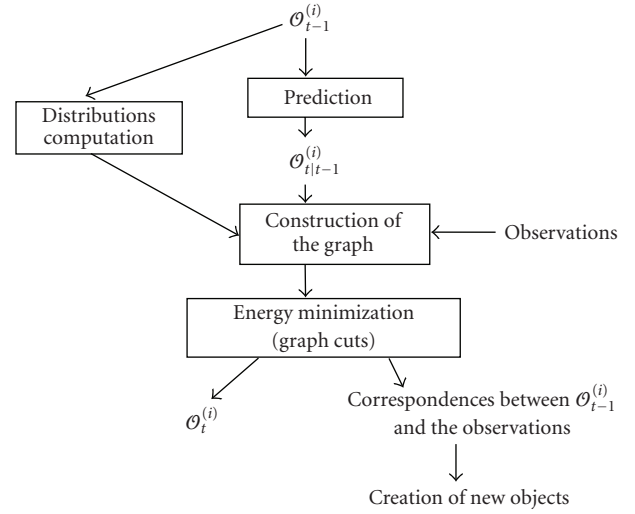 𝒪_{t−1}^{(i)}
Prediction
Distributions
computation
𝒪_{t|t−1}^{(i)}
Construction of
the graph
Observations
Energy minimization
(graph cuts)
𝒪_t^{(i)}
Correspondences between 𝒪_{t−1}^{(i)}
and the observations
Creation of new objects